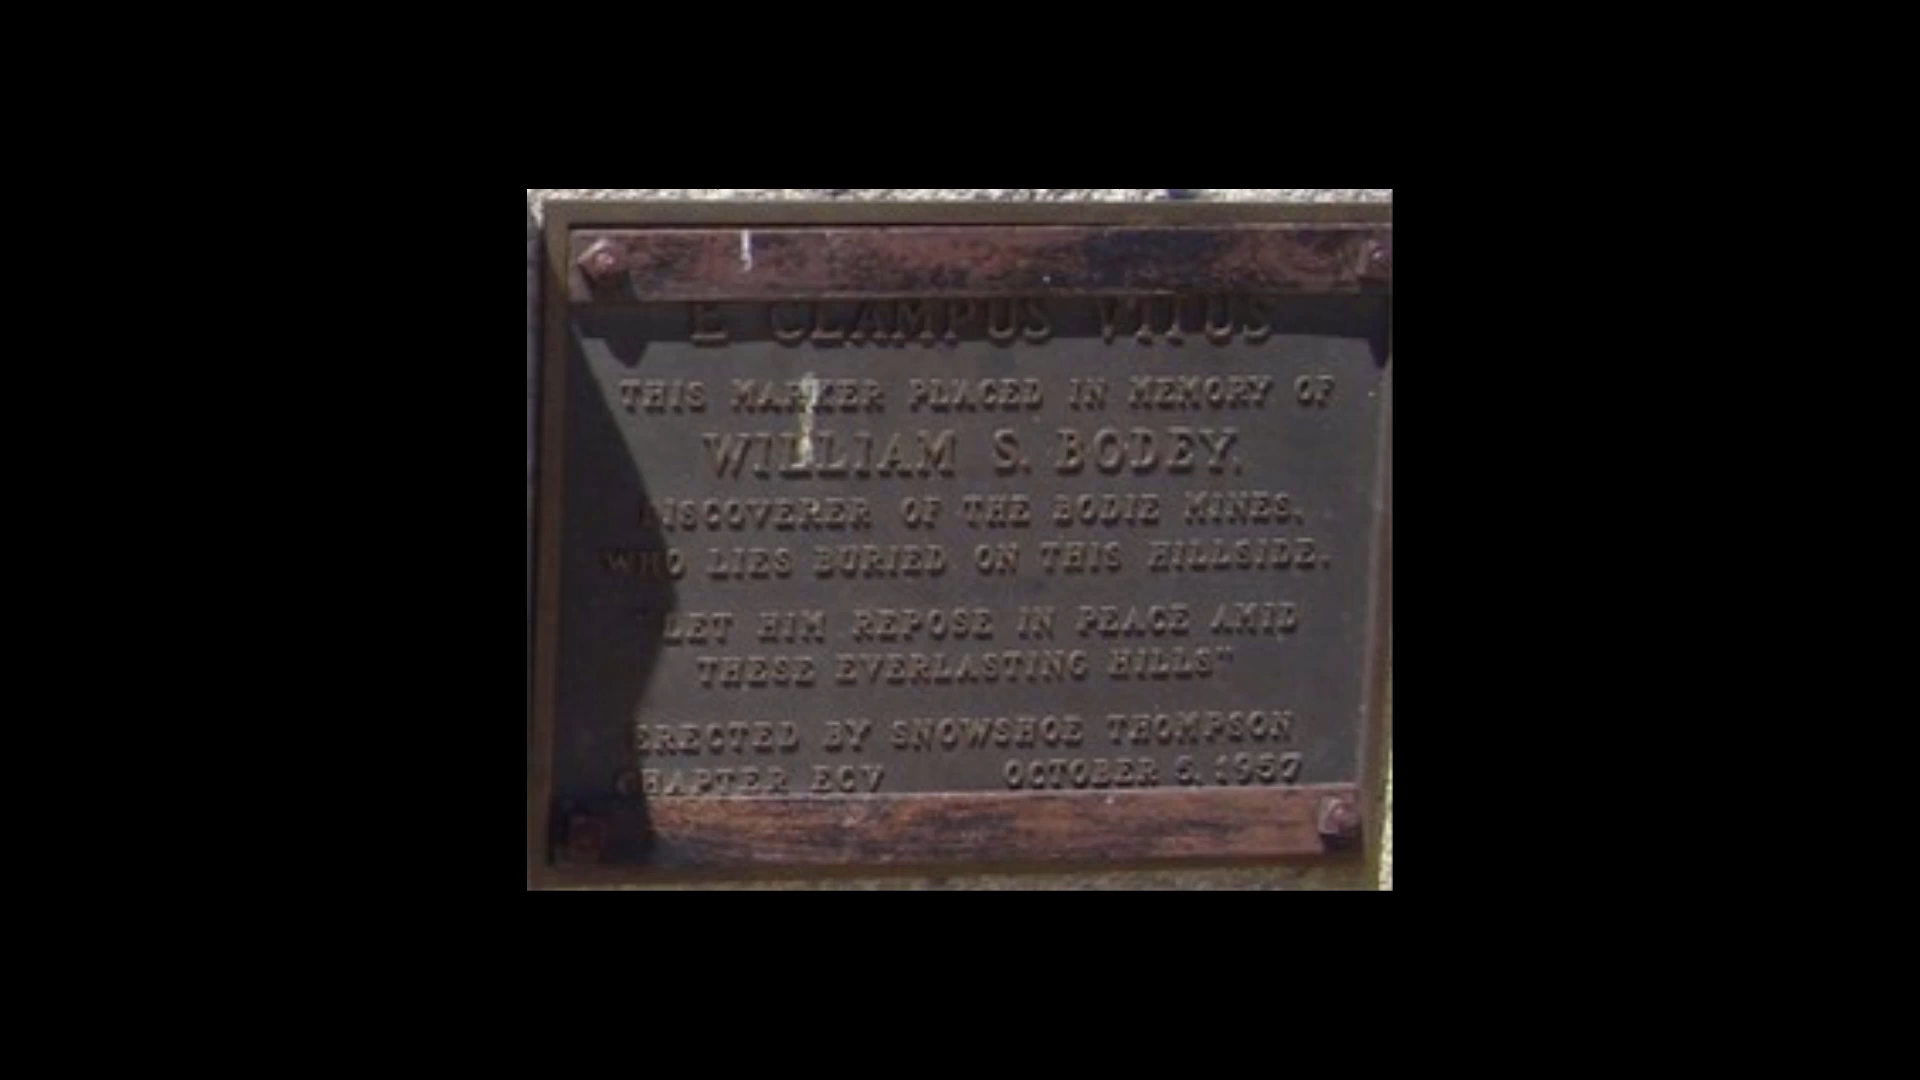 E CLAMPUS VITUS
THIS MARKER PLACED IN MEMORY OF
WILLIAM S. BODEY,
DISCOVERER OF THE BODIE MINES,
WHO LIES BURIED ON THIS HILLSIDE.
"LET HIM REPOSE IN PEACE AMID
THESE EVERLASTING HILLS"
ERECTED BY SNOWSHOE THOMPSON
CHAPTER ECV OCTOBER 5, 1957